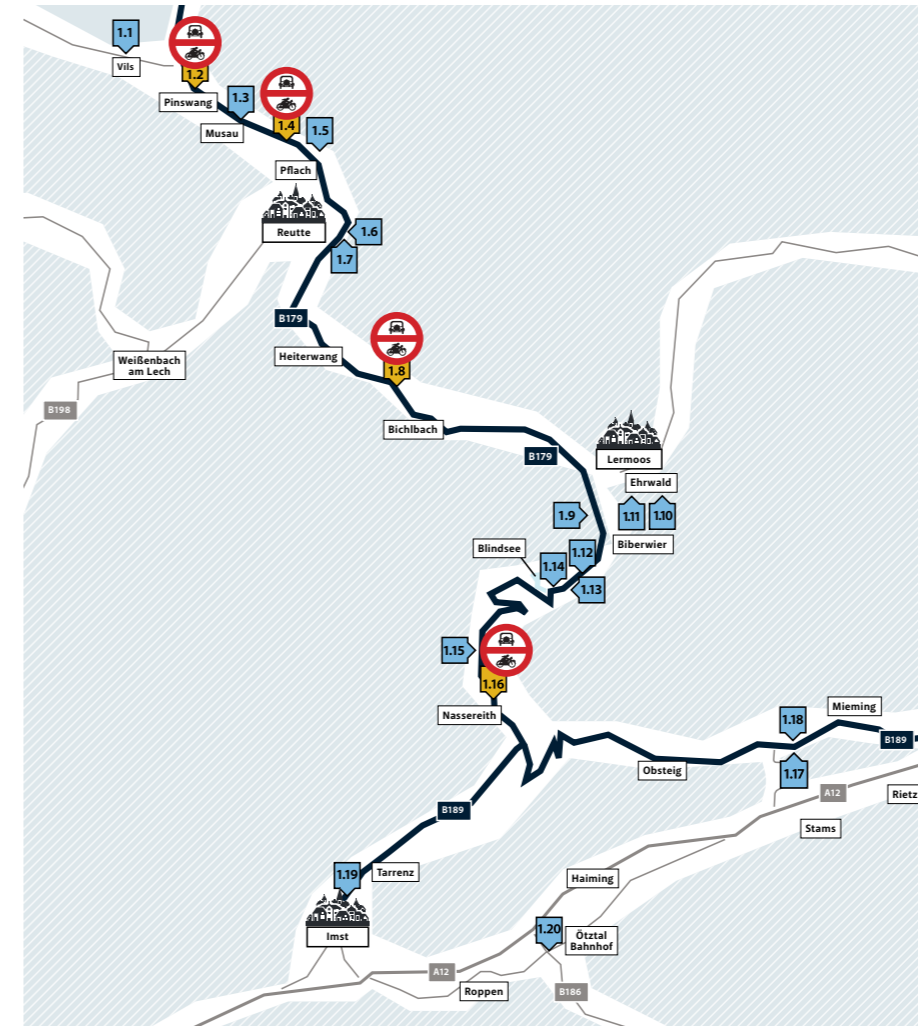 1.1
Vils
1.2
Pinswang
1.3
Musau
1.4
1.5
Pflach
Reutte
1.6
1.7
B179
Heiterwang
1.8
Weißenbach
am Lech
B198
Bichlbach
B179
Lermoos
Ehrwald
1.9
1.11
1.10
Biberwier
Blindsee
1.12
1.14
1.13
1.15
1.16
Nassereith
Mieming
1.18
B189
Obsteig
1.17
A12
Rietz
B189
Stams
1.19
Tarrenz
Haiming
Imst
1.20
Ötztal
Bahnhof
A12
Roppen
B186